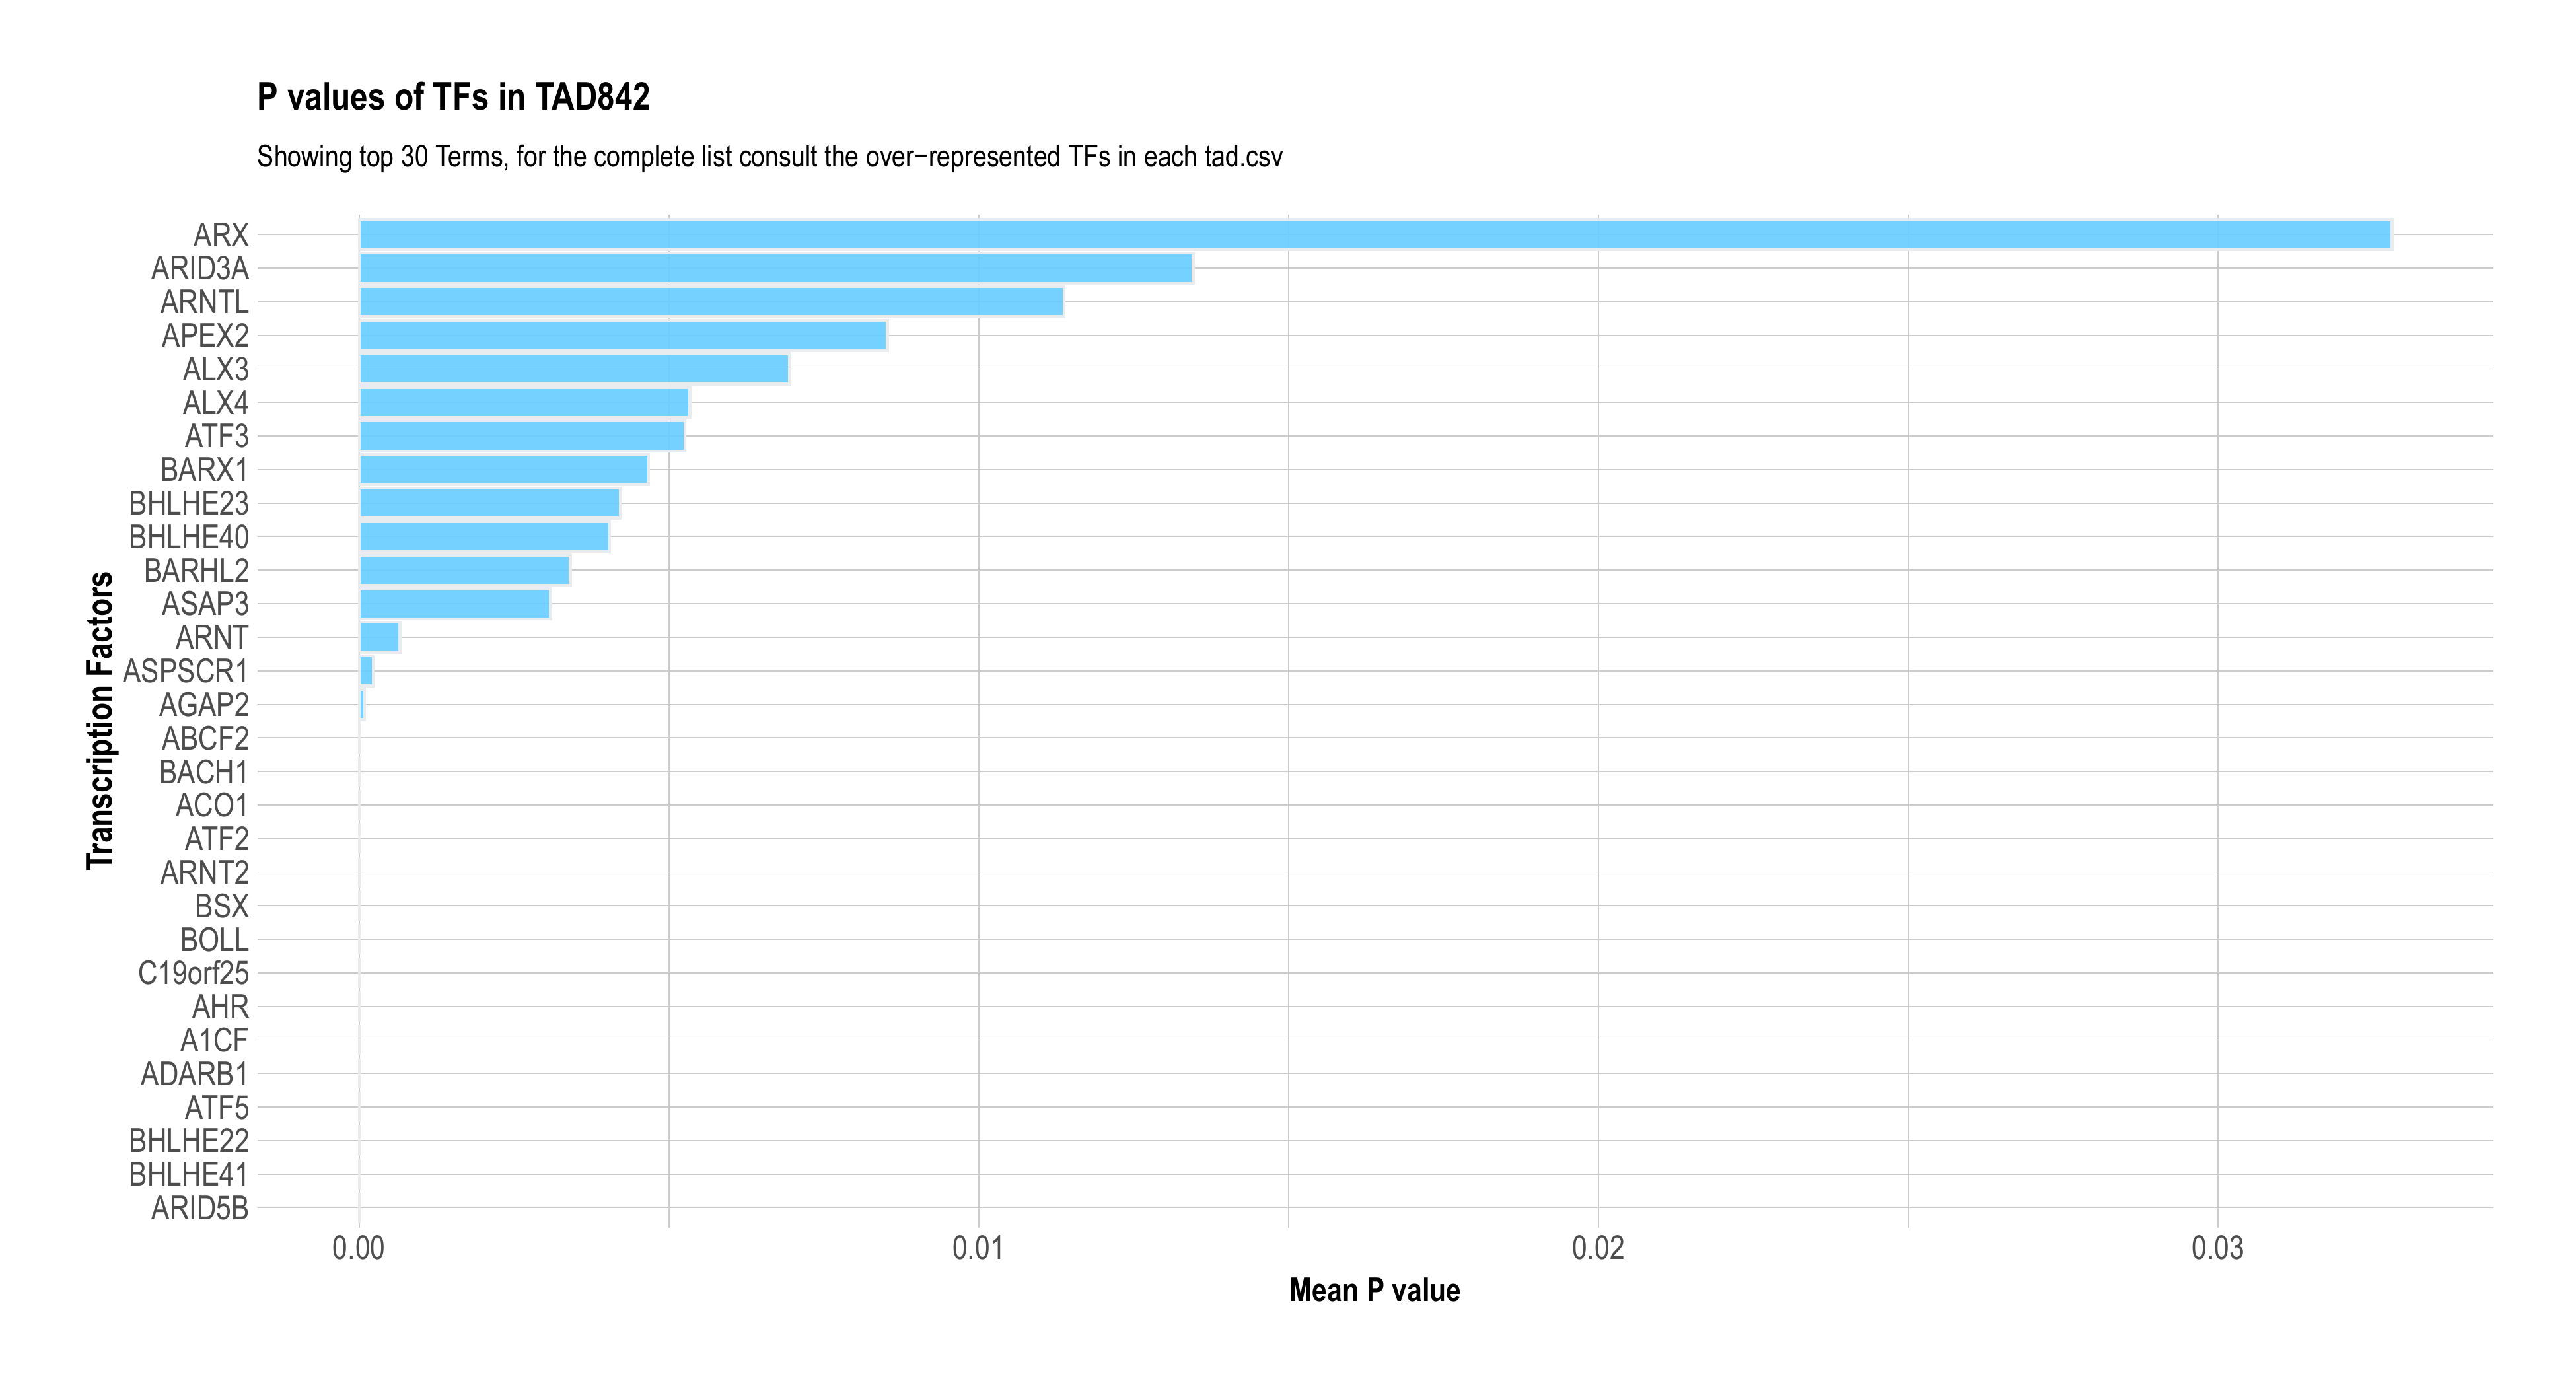 P values of TFs in TAD842
Showing top 30 Terms, for the complete list consult the over−represented TFs in each tad.csv
Transcription Factors
ARX
ARID3A
ARNTL
APEX2
ALX3
ALX4
ATF3
BARX1
BHLHE23
BHLHE40
BARHL2
ASAP3
ARNT
ASPSCR1
AGAP2
ABCF2
BACH1
ACO1
ATF2
ARNT2
BSX
BOLL
C19orf25
AHR
A1CF
ADARB1
ATF5
BHLHE22
BHLHE41
ARID5B
0.00 0.01 0.02 0.03
Mean P value